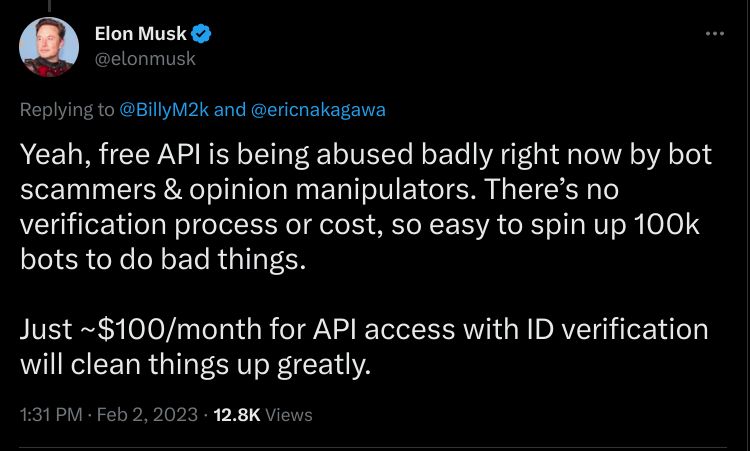 Elon Musk
@elonmusk
Replying to @BillyM2k and @ericnakagawa
Yeah, free API is being abused badly right now by bot
scammers & opinion manipulators. There’s no
verification process or cost, so easy to spin up 100k
bots to do bad things.
Just ~$100/month for API access with ID verification
will clean things up greatly.
1:31 PM · Feb 2, 2023 · 12.8K Views